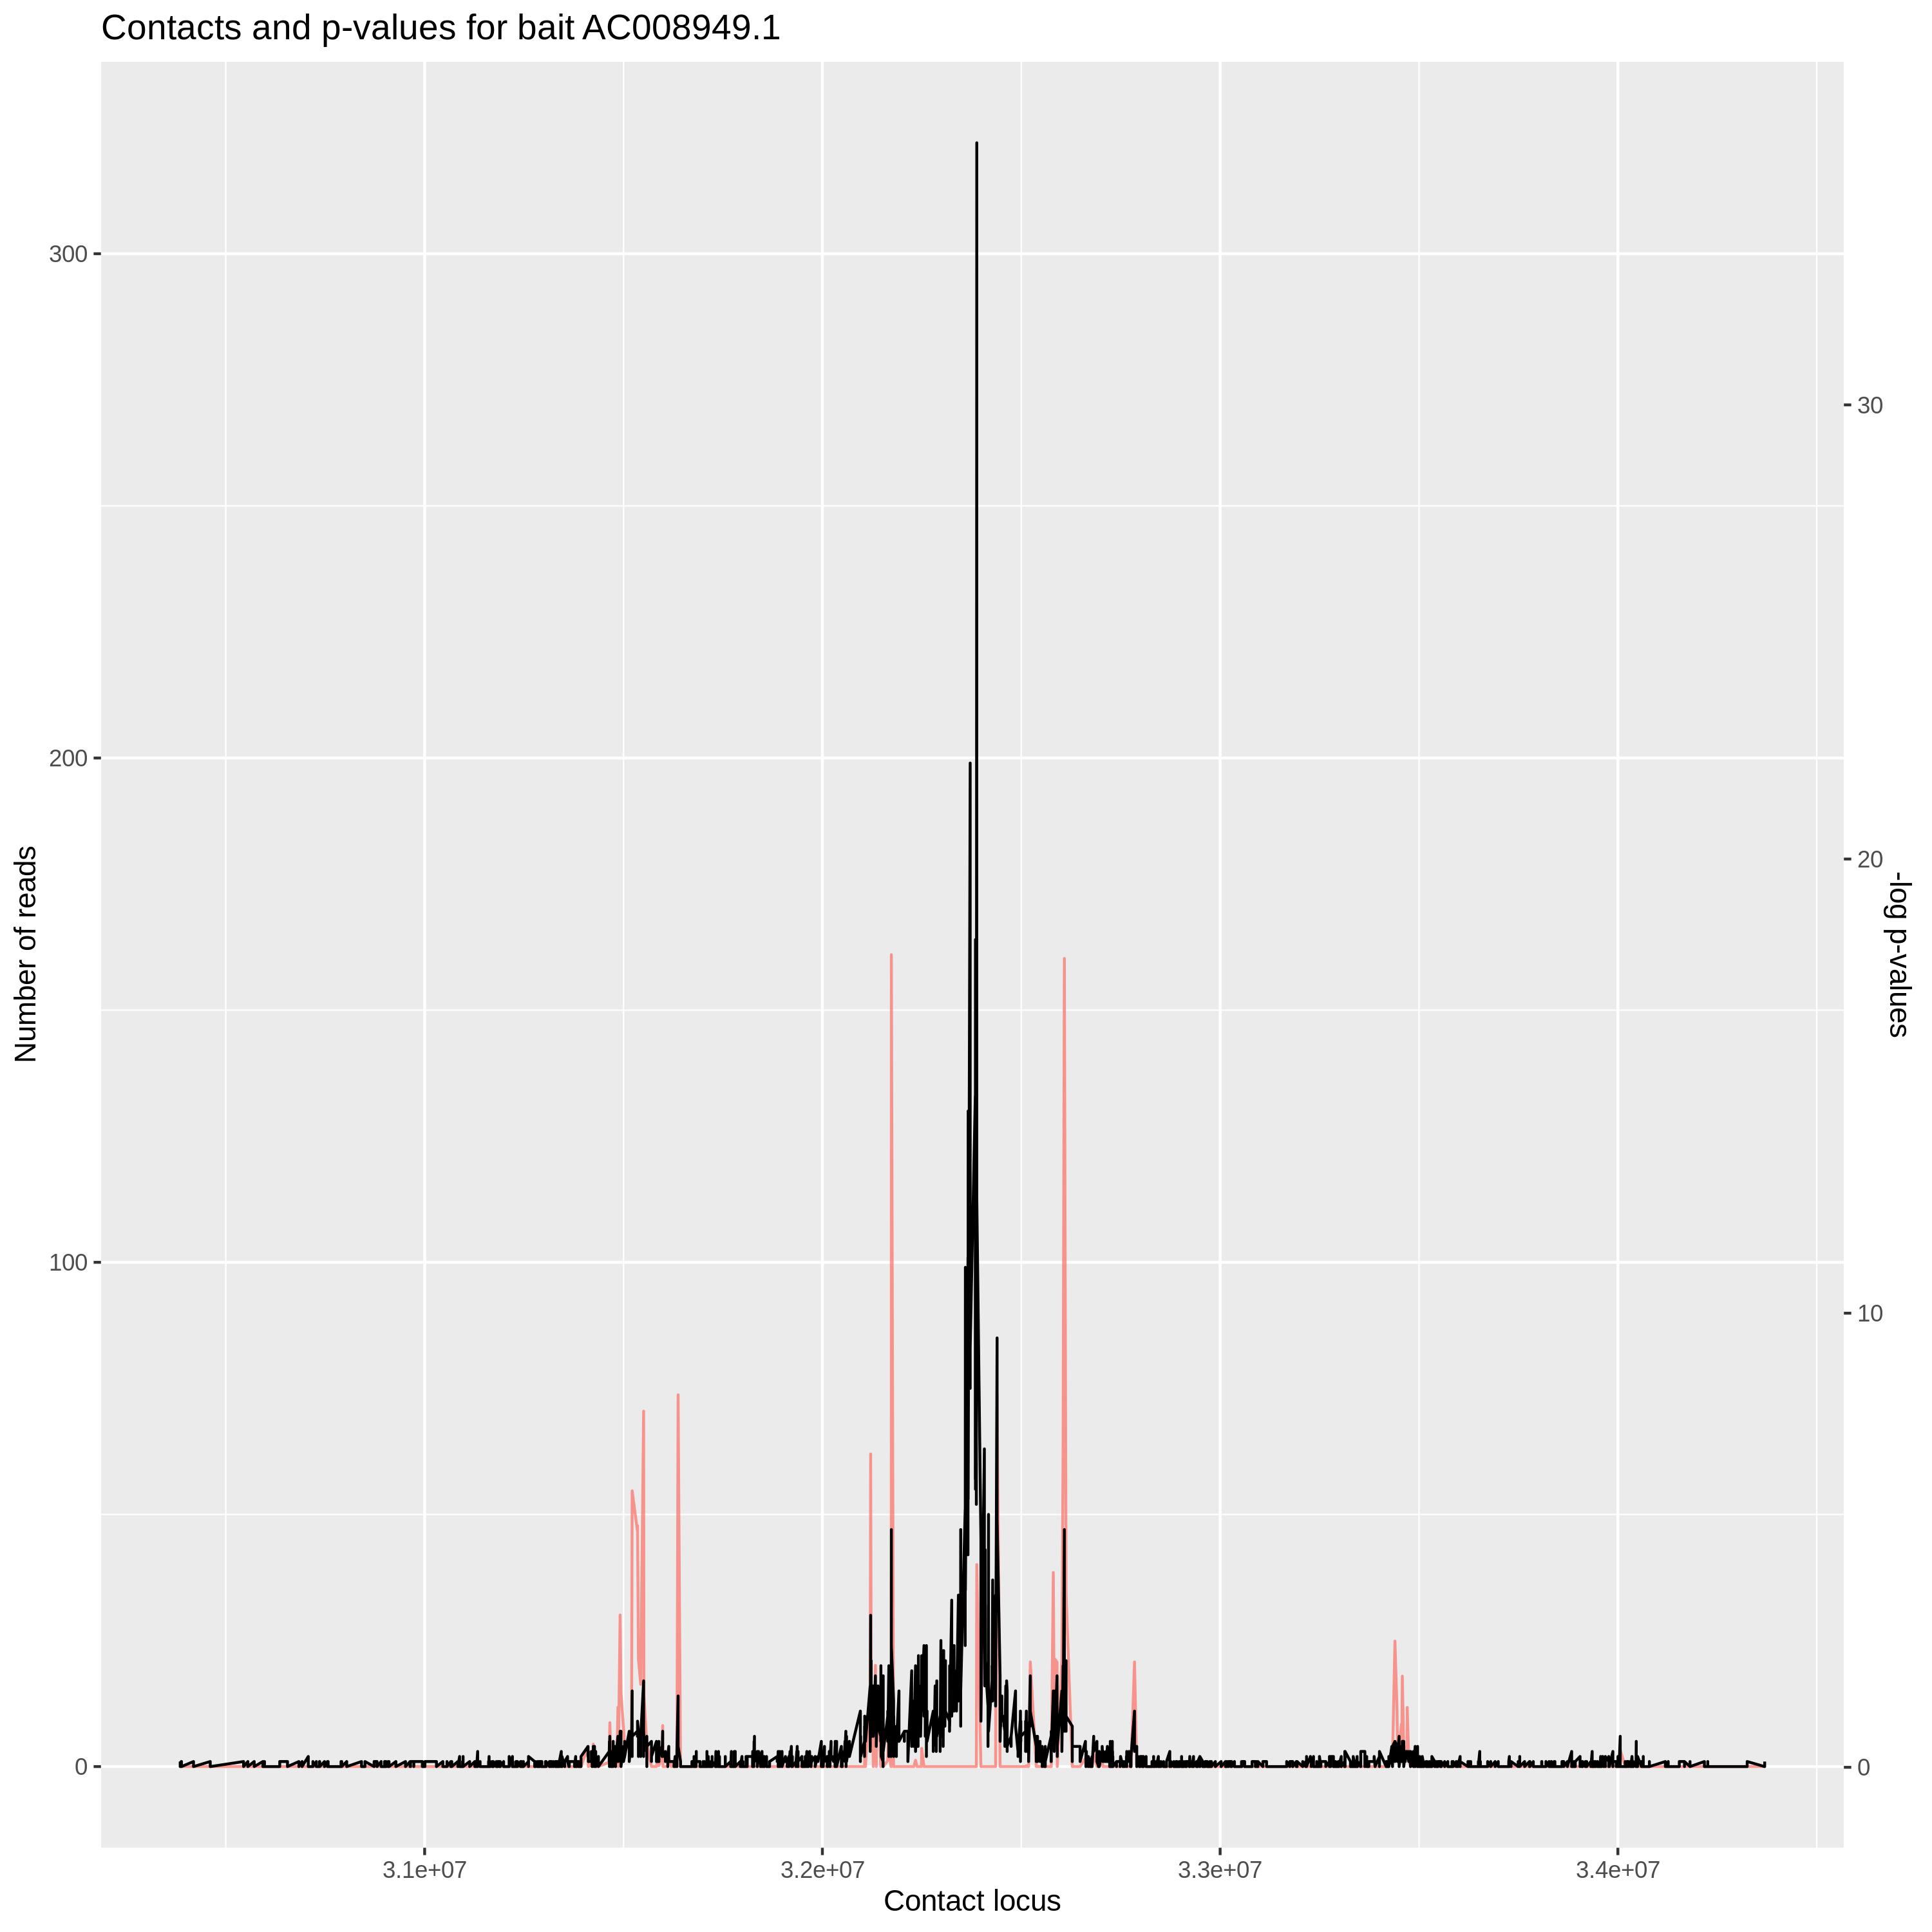 Contacts and p-values for bait AC008949.1
300
200
100
0
Number of reads
30
20
10
0
-log p-values
3.1e+07 3.2e+07 3.3e+07 3.4e+07
Contact locus